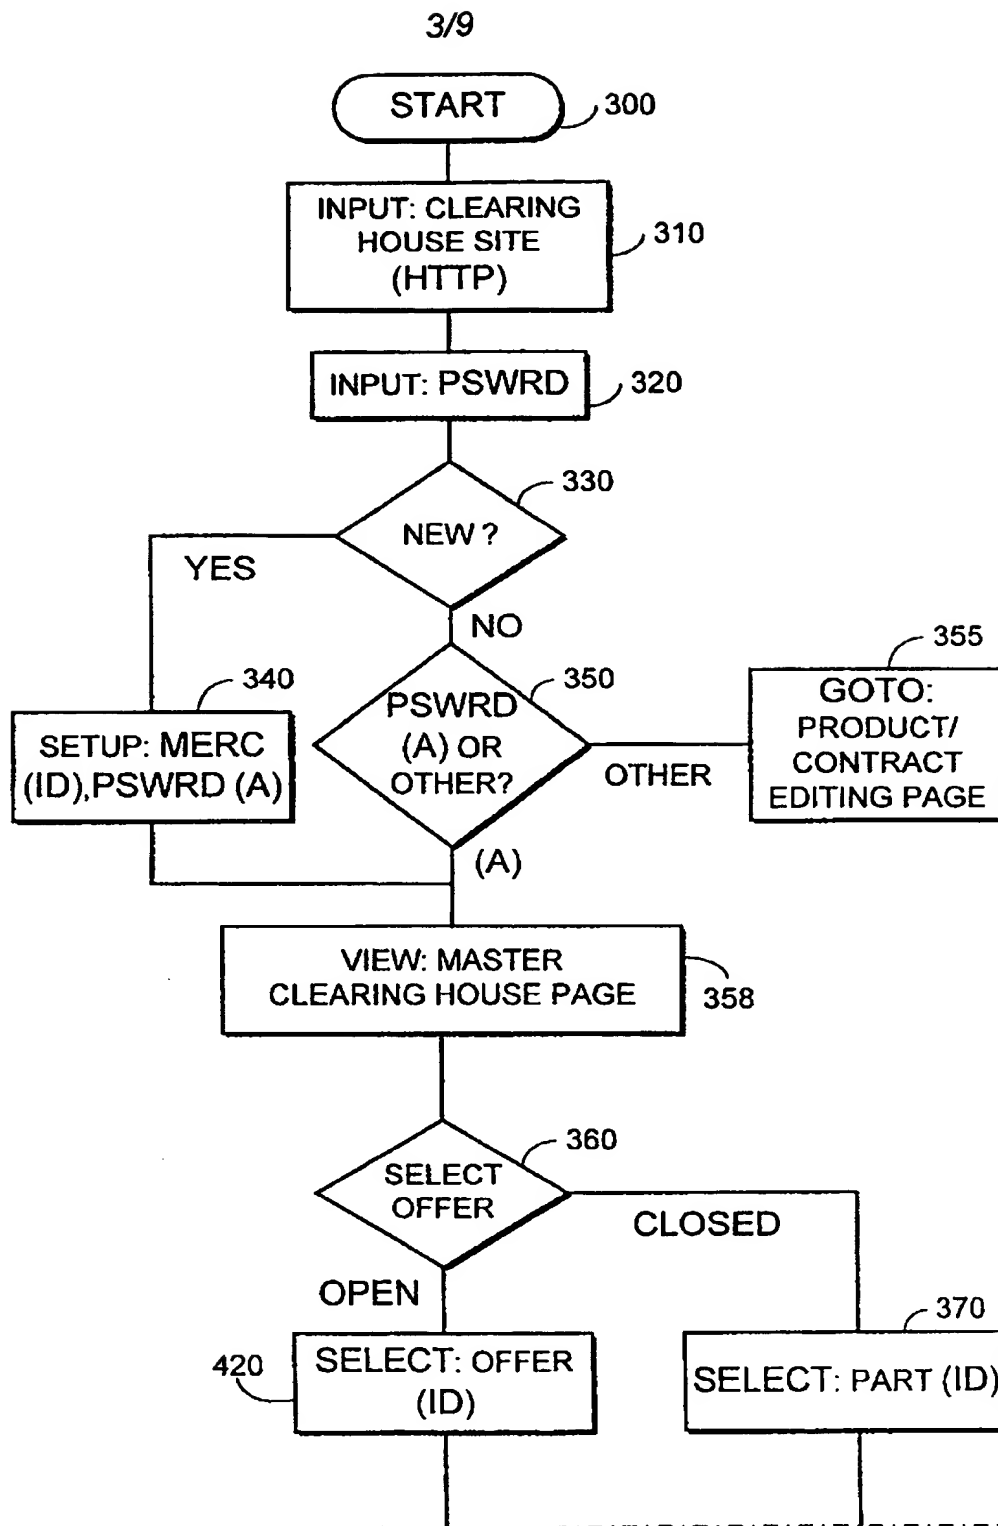 3/9
START
300
INPUT: CLEARING
HOUSE SITE
(HTTP)
310
INPUT: PSWRD
320
330
NEW ?
YES
NO
340
SETUP: MERC
(ID),PSWRD (A)
350
PSWRD
(A) OR
OTHER?
OTHER
355
GOTO:
PRODUCT/
CONTRACT
EDITING PAGE
(A)
VIEW: MASTER
CLEARING HOUSE PAGE
358
360
SELECT
OFFER
CLOSED
OPEN
420
SELECT: OFFER
(ID)
370
SELECT: PART (ID)